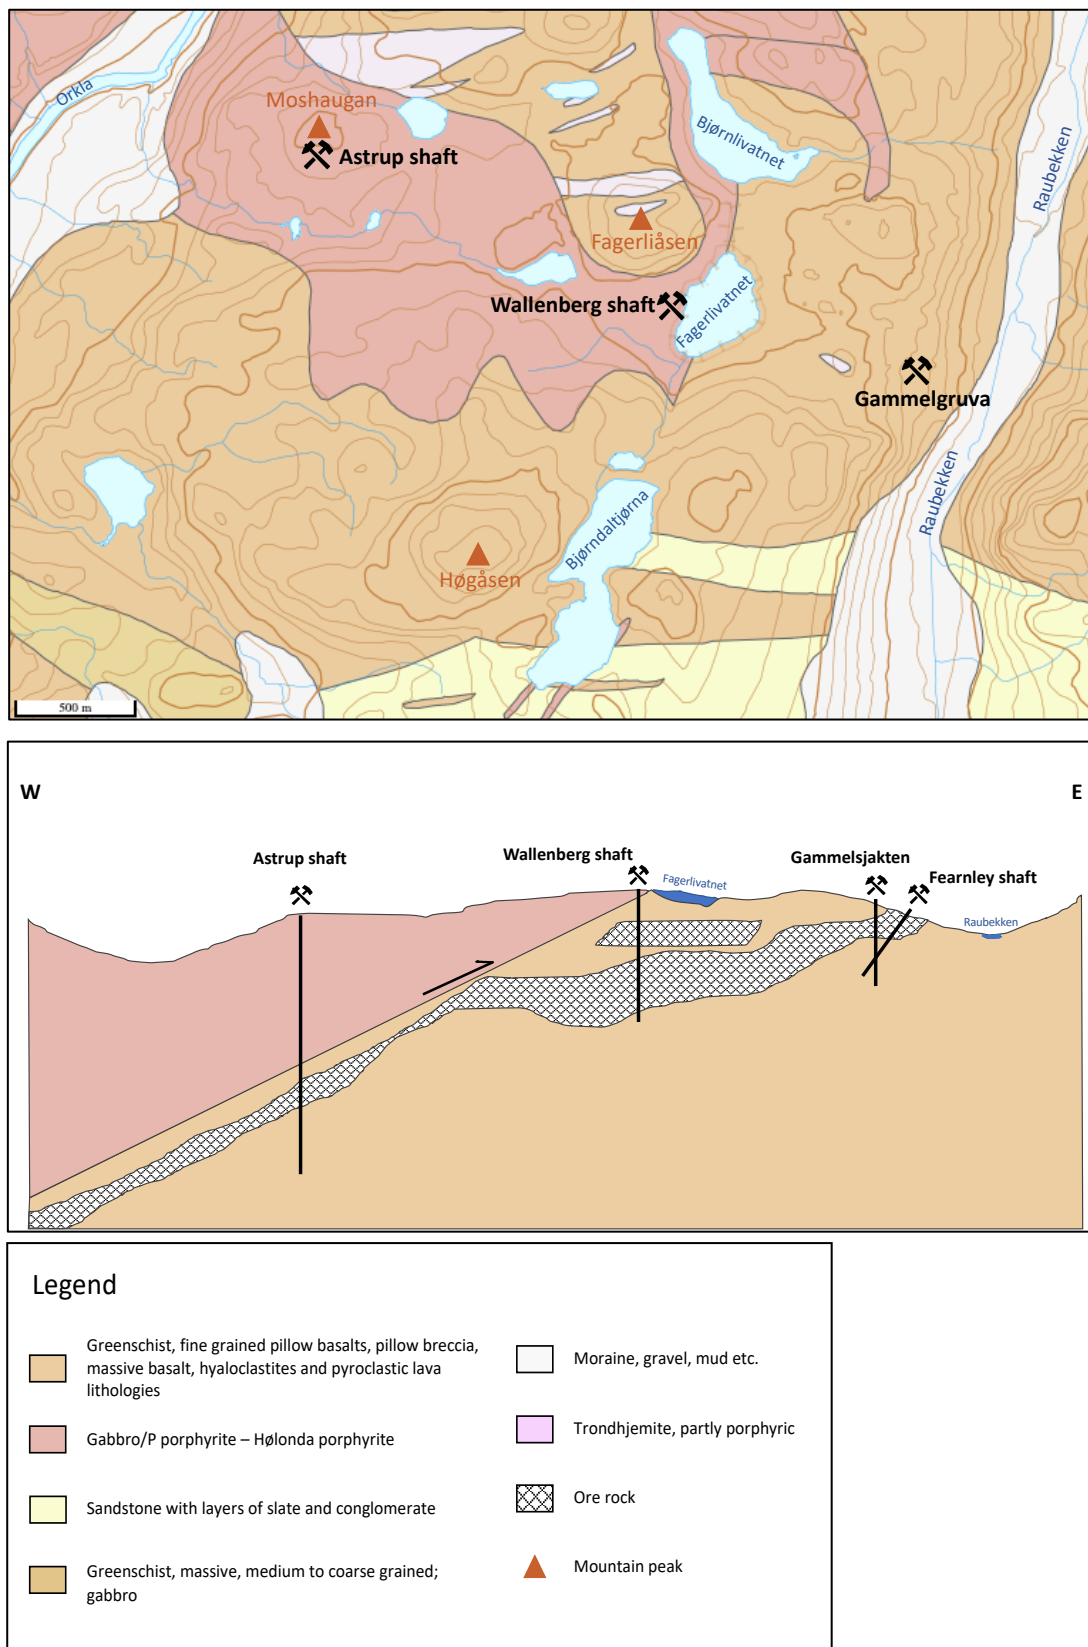 Orkla
Moshaugan
Astrup shaft
Bjørnlivatnet
Raubekken
Fagerliåsen
Wallenberg shaft
Fagerlivatnet
Gammelgruva
Raubekken
Bjørndaltjørna
Høgåsen
500 m
W
E
Astrup shaft
Wallenberg shaft
Fagerlivatnet
Gammelsjakten
Fearnley shaft
Raubekken
Legend
Greenschist, fine grained pillow basalts, pillow breccia,
massive basalt, hyaloclastites and pyroclastic lava
lithologies
Gabbro/P porphyrite – Hølonda porphyrite
Sandstone with layers of slate and conglomerate
Greenschist, massive, medium to coarse grained;
gabbro
Moraine, gravel, mud etc.
Trondhjemite, partly porphyric
Ore rock
Mountain peak